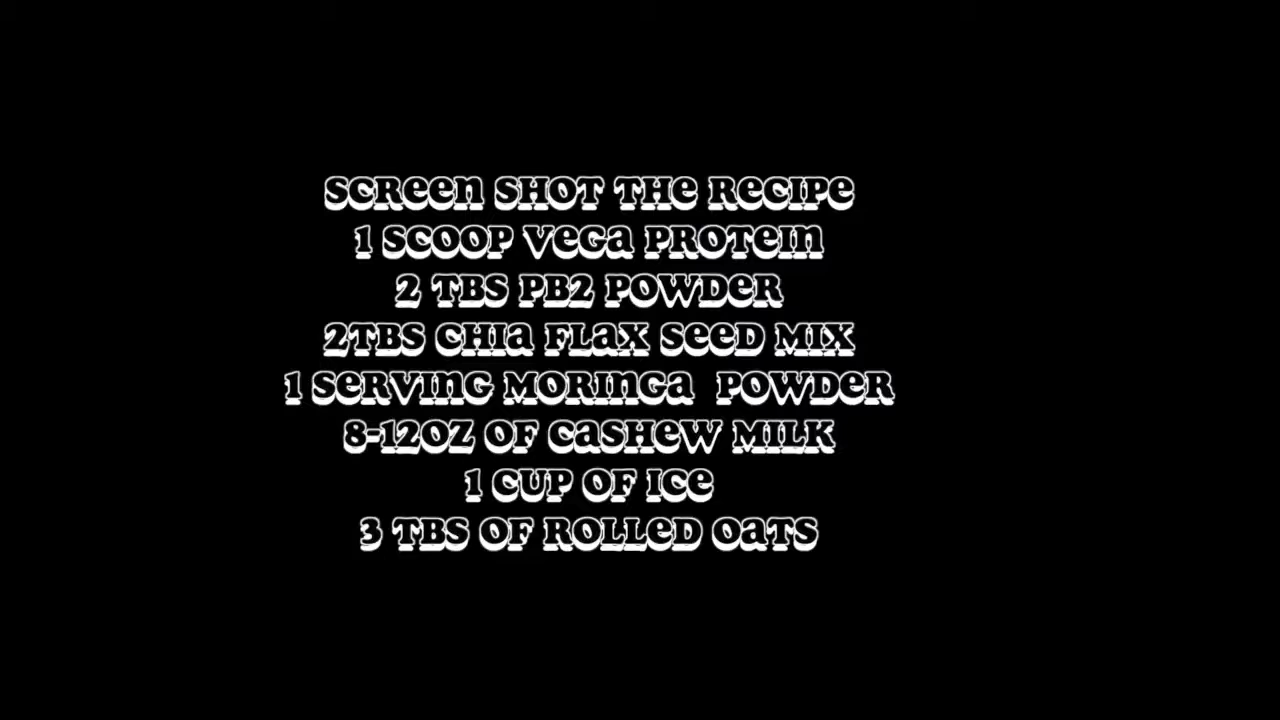 SCREEN SHOT THE RECIPE
1 SCOOP VEGA PROTEIN
2 TBS PB2 POWDER
2TBS CHIA FLAX SEED MIX
1 SERVING MORINGA POWDER
8-12OZ OF CASHEW MILK
1 CUP OF ICE
3 TBS OF ROLLED OATS